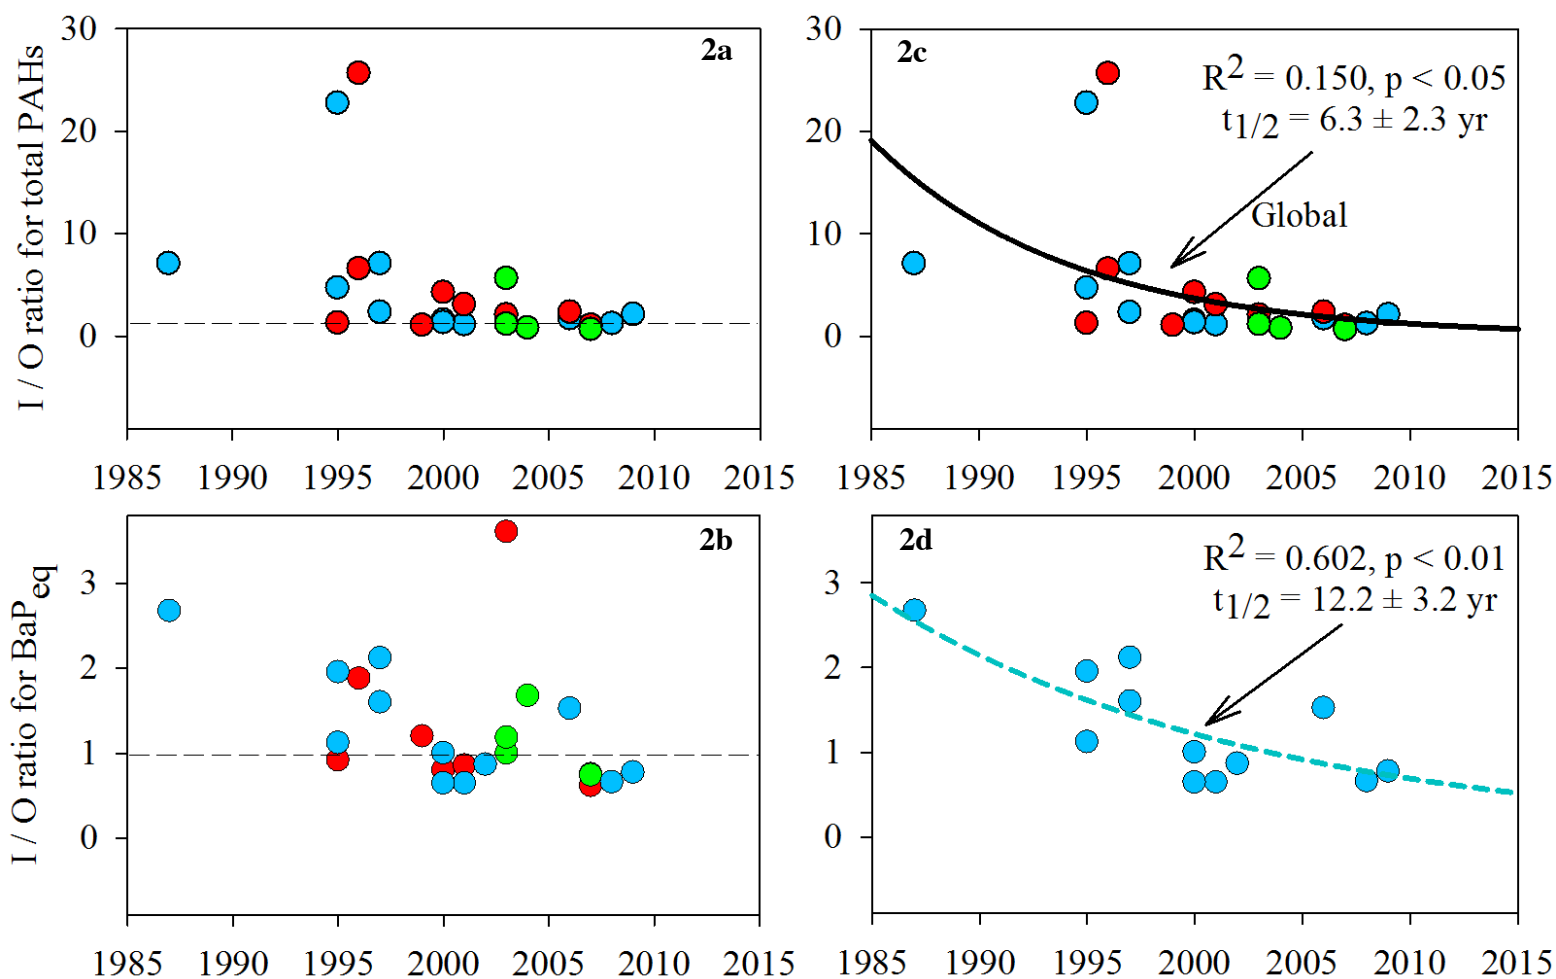 I / O ratio for total PAHs
30
20
10
0
2a
1985 1990 1995 2000 2005 2010 2015
30
20
10
0
2c
R2 = 0.150, p < 0.05
t1/2 = 6.3 ± 2.3 yr
Global
1985 1990 1995 2000 2005 2010 2015
I / O ratio for BaPeq
3
2
1
0
2b
1985 1990 1995 2000 2005 2010 2015
3
2
1
0
2d
R2 = 0.602, p < 0.01
t1/2 = 12.2 ± 3.2 yr
1985 1990 1995 2000 2005 2010 2015